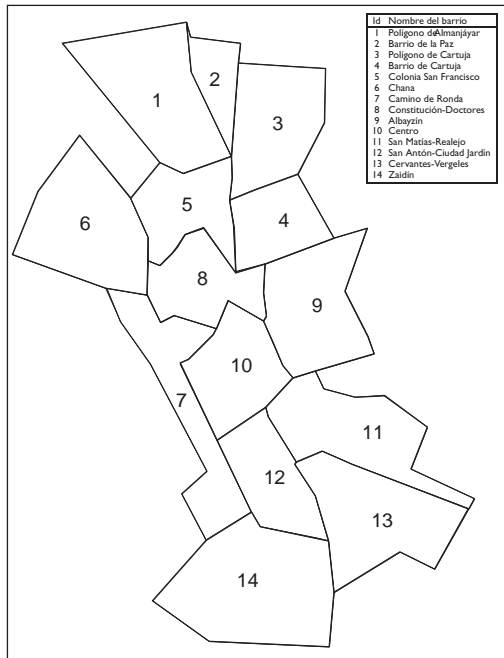 Id Nombre del barrio
1 Polígono de Almanjáyar
2 Barrio de la Paz
3 Polígono de Cartuja
4 Barrio de Cartuja
5 Colonia San Francisco
6 Chana
7 Camino de Ronda
8 Constitución-Doctores
9 Albayzín
10 Centro
11 San Matías-Realejo
12 San Antón-Ciudad Jardín
13 Cervantes-Vergeles
14 Zaidín
1
2
3
4
5
6
8
9
10
7
11
12
13
14